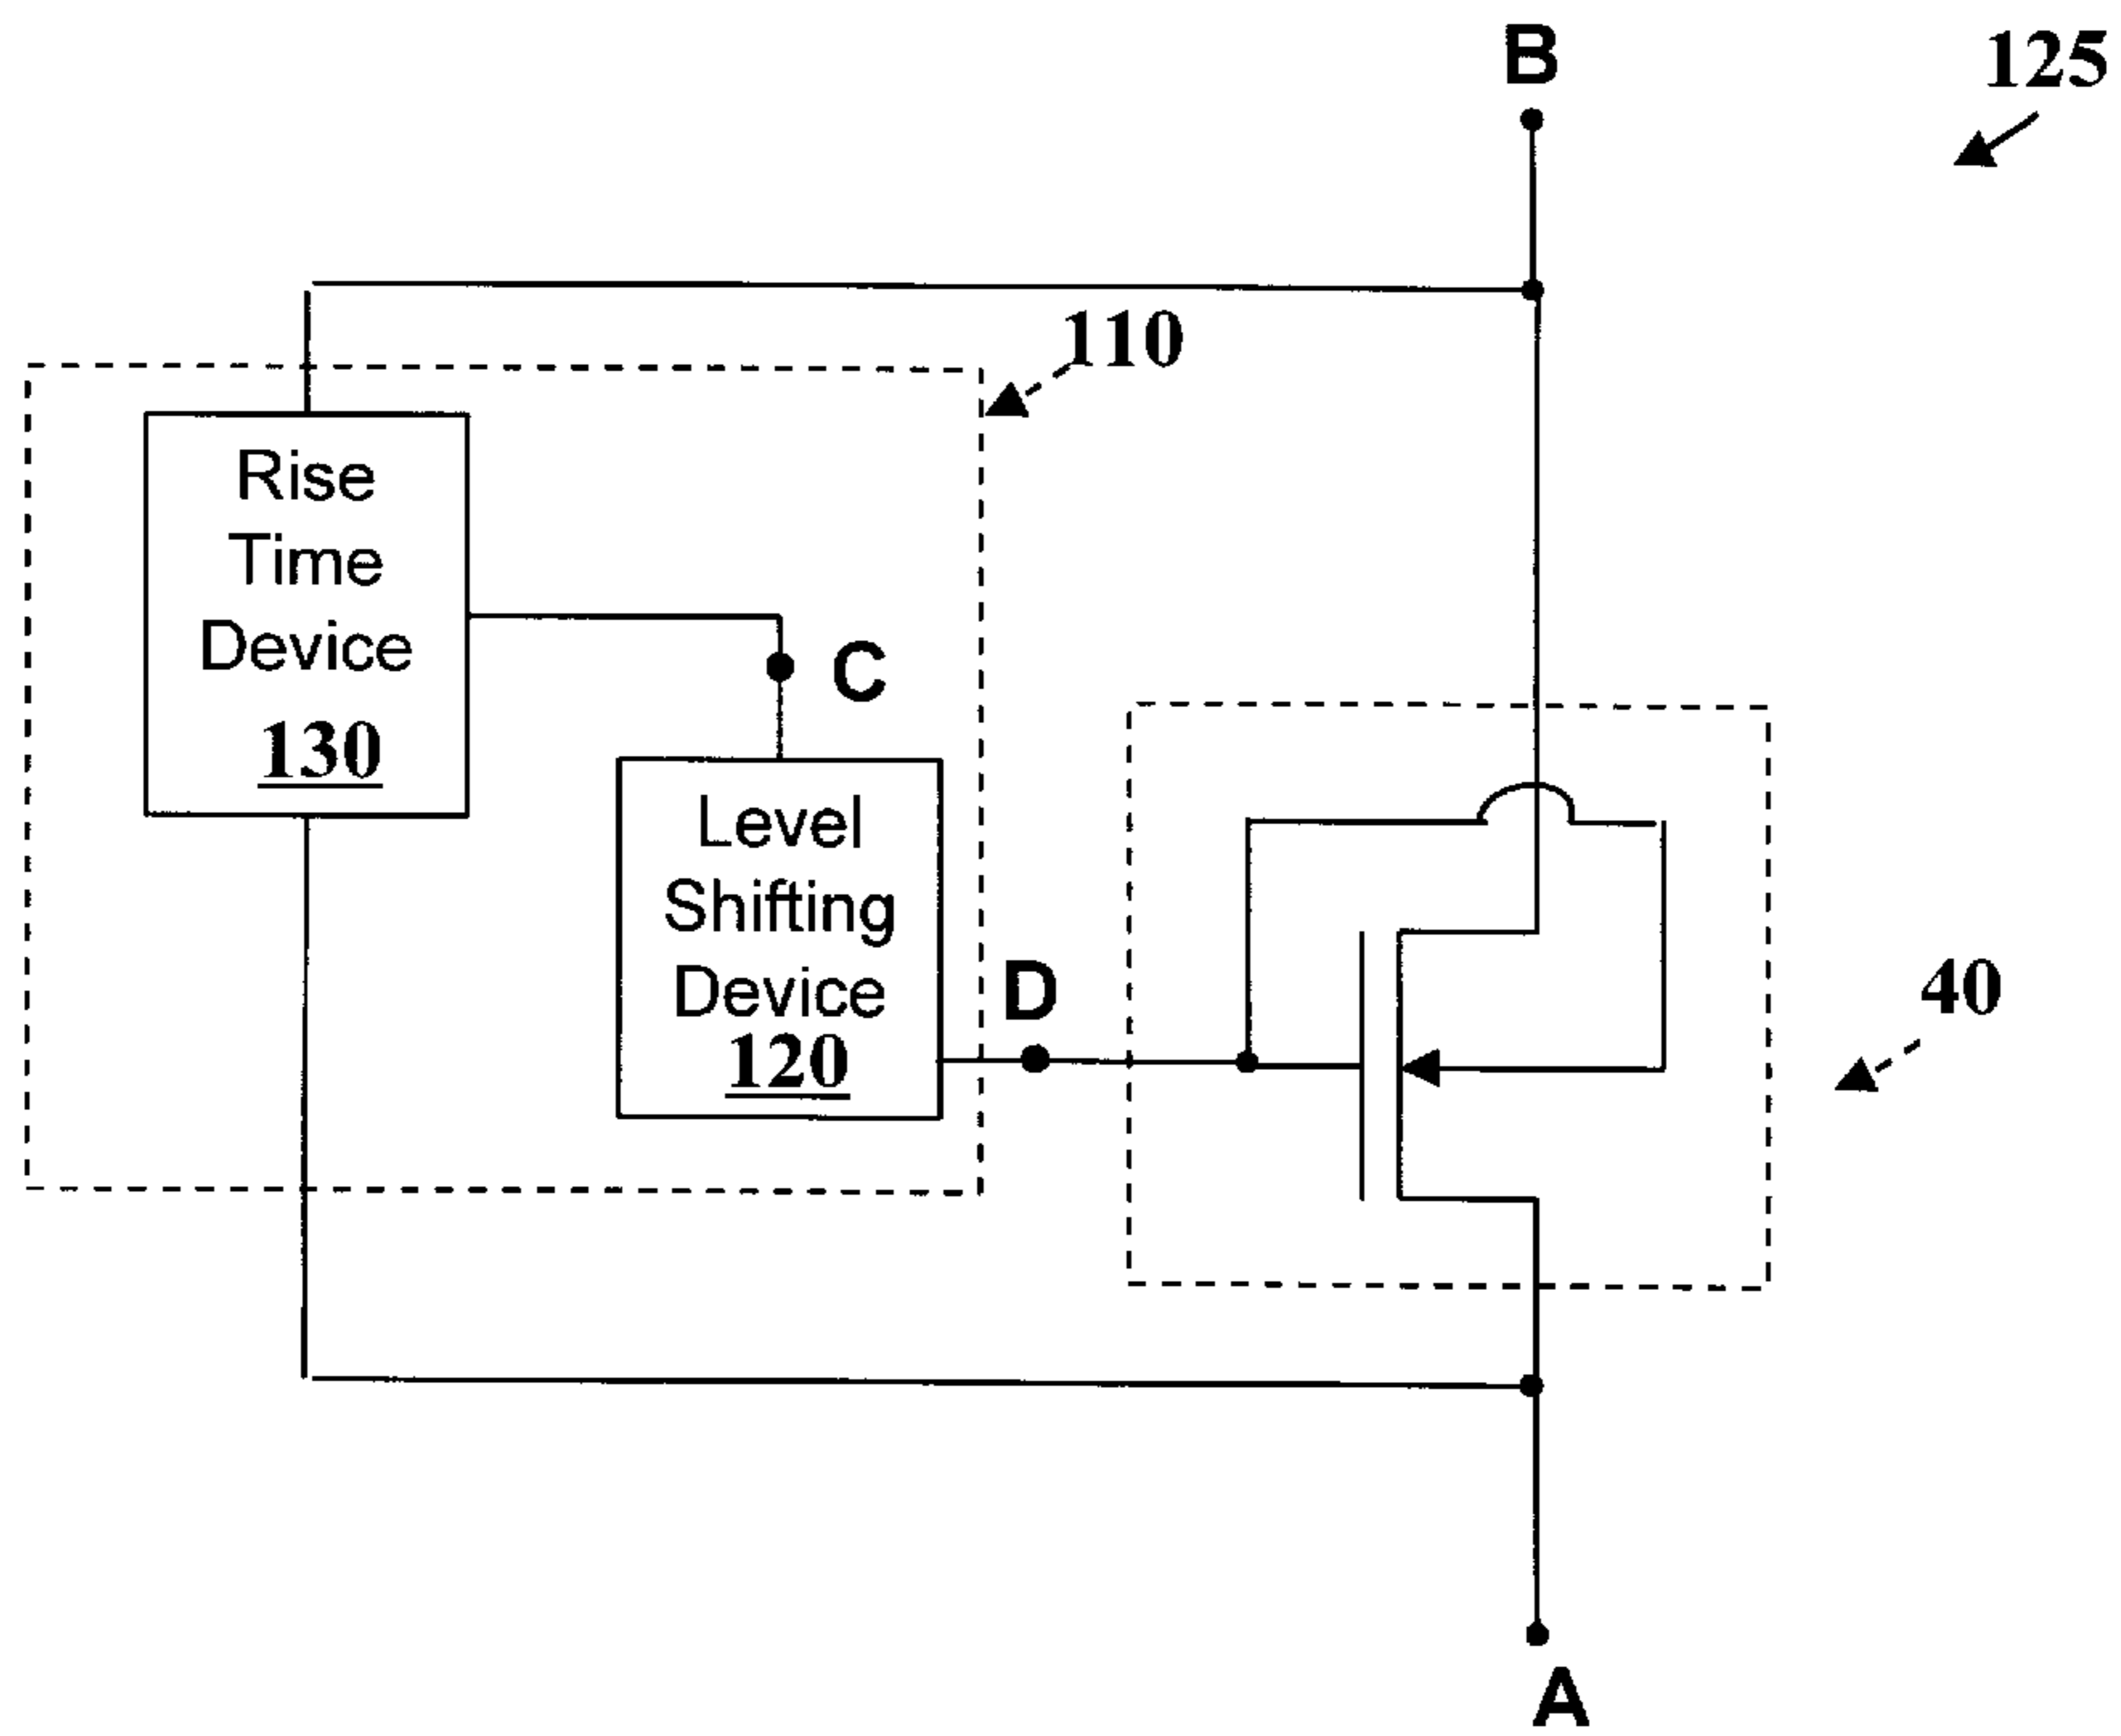 B
125
110
Rise
Time
Device
130
C
Level
Shifting
Device
120
D
40
A